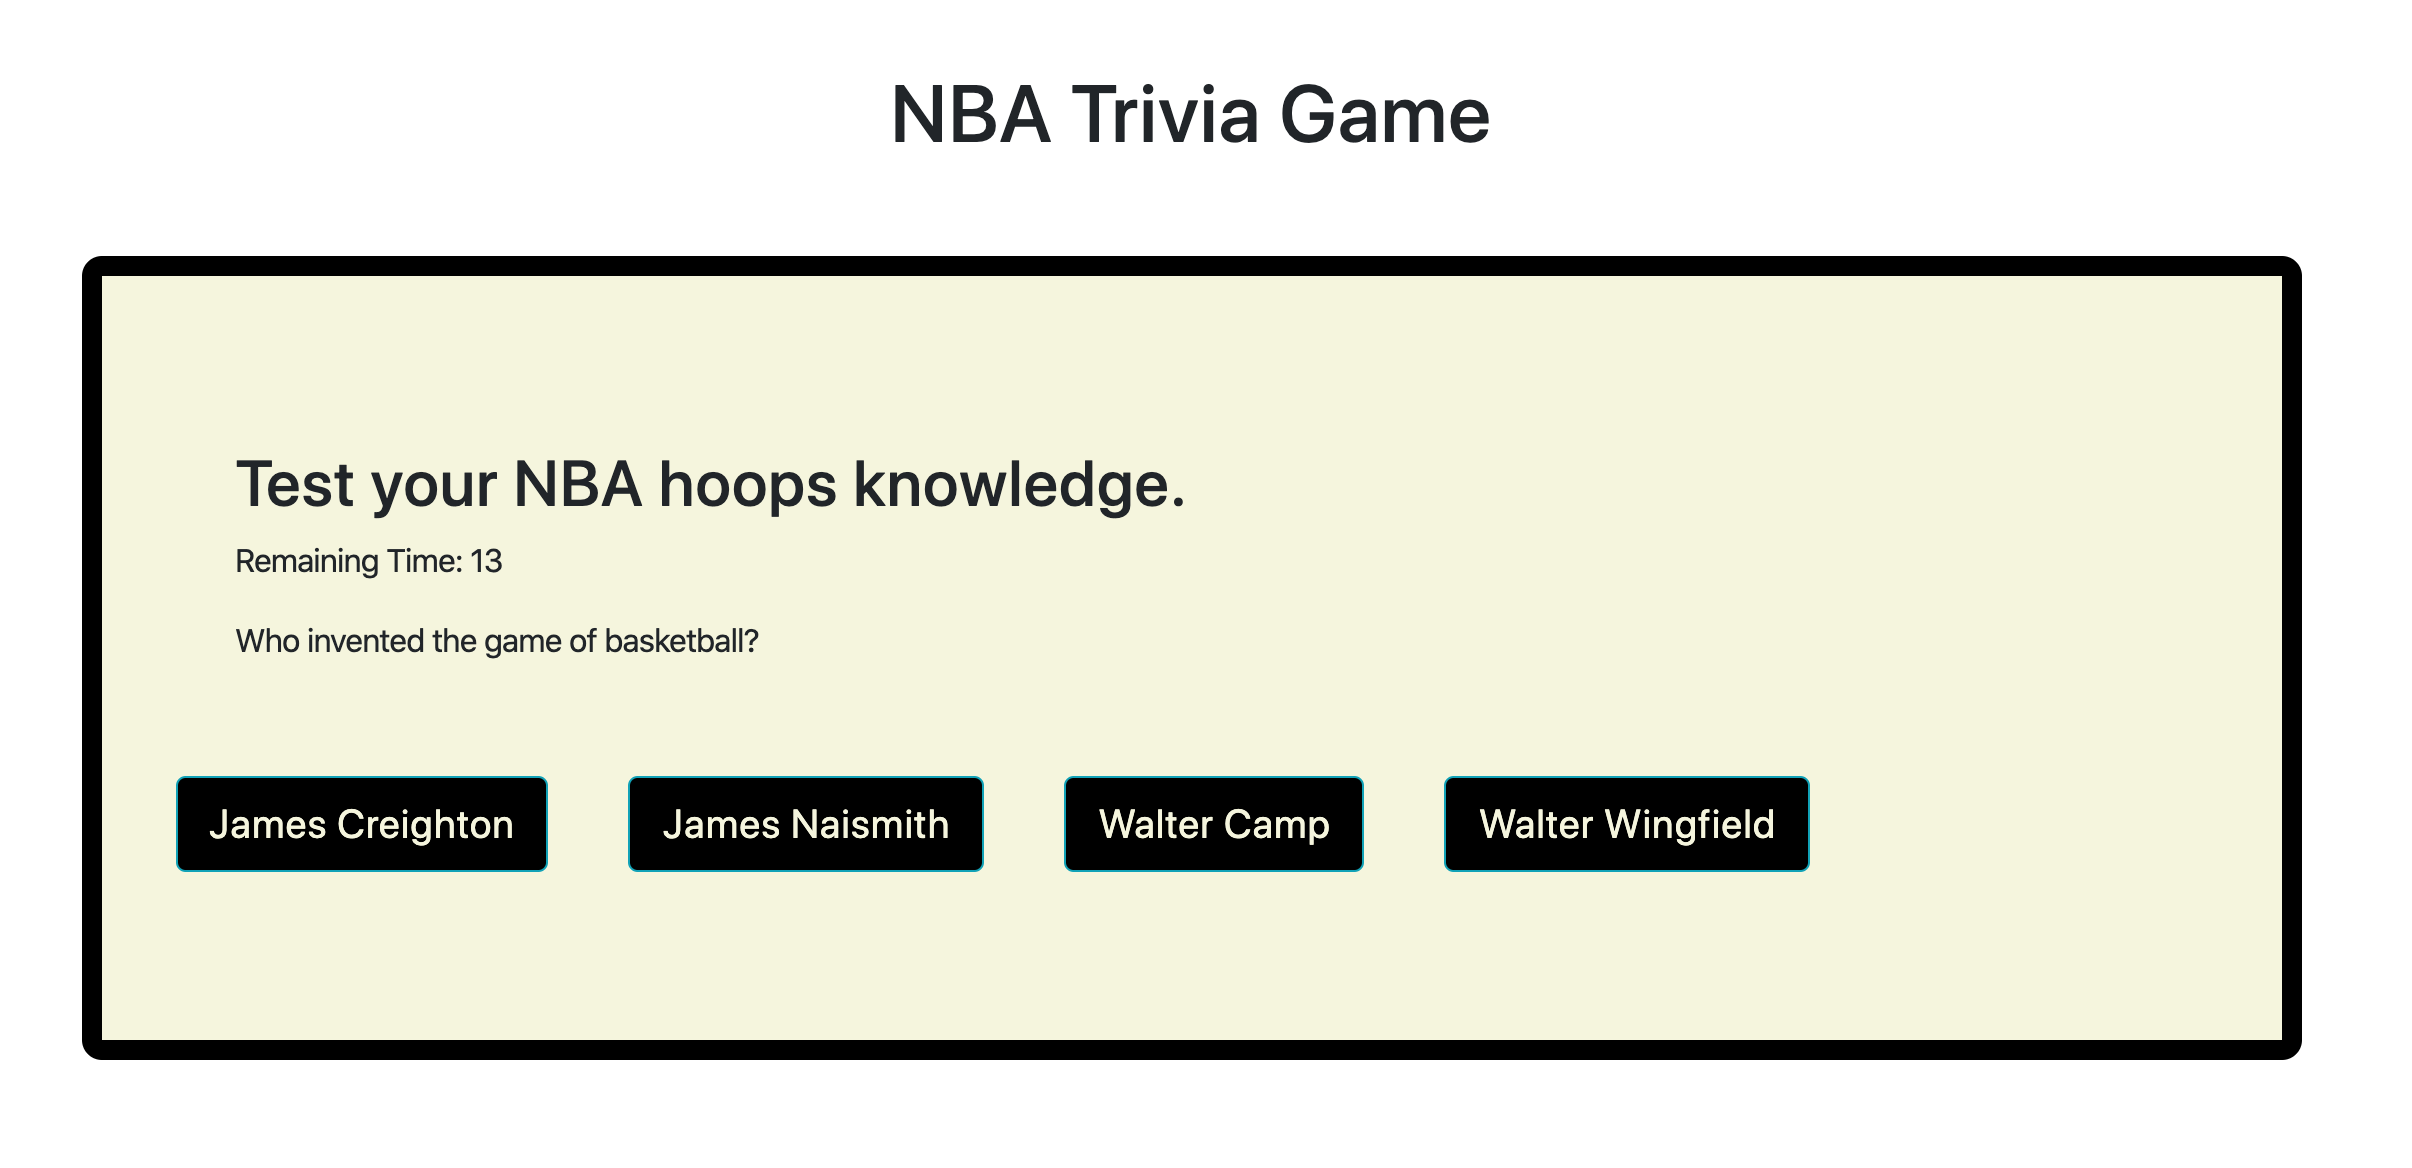 NBA Trivia Game
Test your NBA hoops knowledge.
Remaining Time: 13
Who invented the game of basketball?
James Creighton James Naismith Walter Camp Walter Wingfield